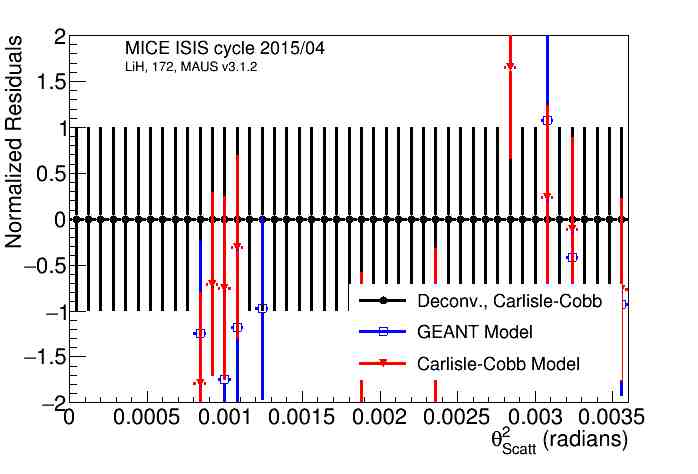 MICE ISIS cycle 2015/04
LiH, 172, MAUS v3.1.2
Normalized Residuals
2
1.5
1
0.5
0
−0.5
−1
−1.5
−2
Deconv., Carlisle-Cobb
GEANT Model
Carlisle-Cobb Model
0 0.0005 0.001 0.0015 0.002 0.0025 0.003 0.0035
θ²Scatt (radians)